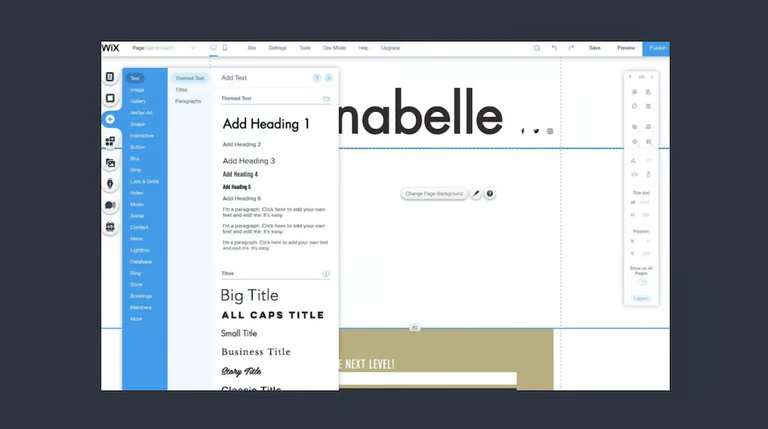 WiX
Page:
Site
Settings
Tools
Dev Mode
Help
Upgrade
Save
Preview
Publish
Text
Image
Gallery
Vector Art
Shape
Interactive
Button
Box
Strip
Lists & Grids
Video
Music
Social
Contact
Menu
Lightbox
Database
Blog
Store
Bookings
Members
More
Themed Text
Titles
Paragraphs
Add Text
?
×
Themed Text
Add Heading 1
Add Heading 2
Add Heading 3
Add Heading 4
Add Heading 5
Add Heading 6
I'm a paragraph. Click here to add your own
text and edit me. It's easy.
I'm a paragraph. Click here to add your own
text and edit me. It's easy.
I'm a paragraph. Click here to add your own text
and edit me. It's easy.
Titles
Big Title
ALL CAPS TITLE
Small Title
Business Title
Story Title
Classic Title
nabelle
Change Page Background
?
E NEXT LEVEL!
Size (px)
Position
Show on All
Pages
Layers